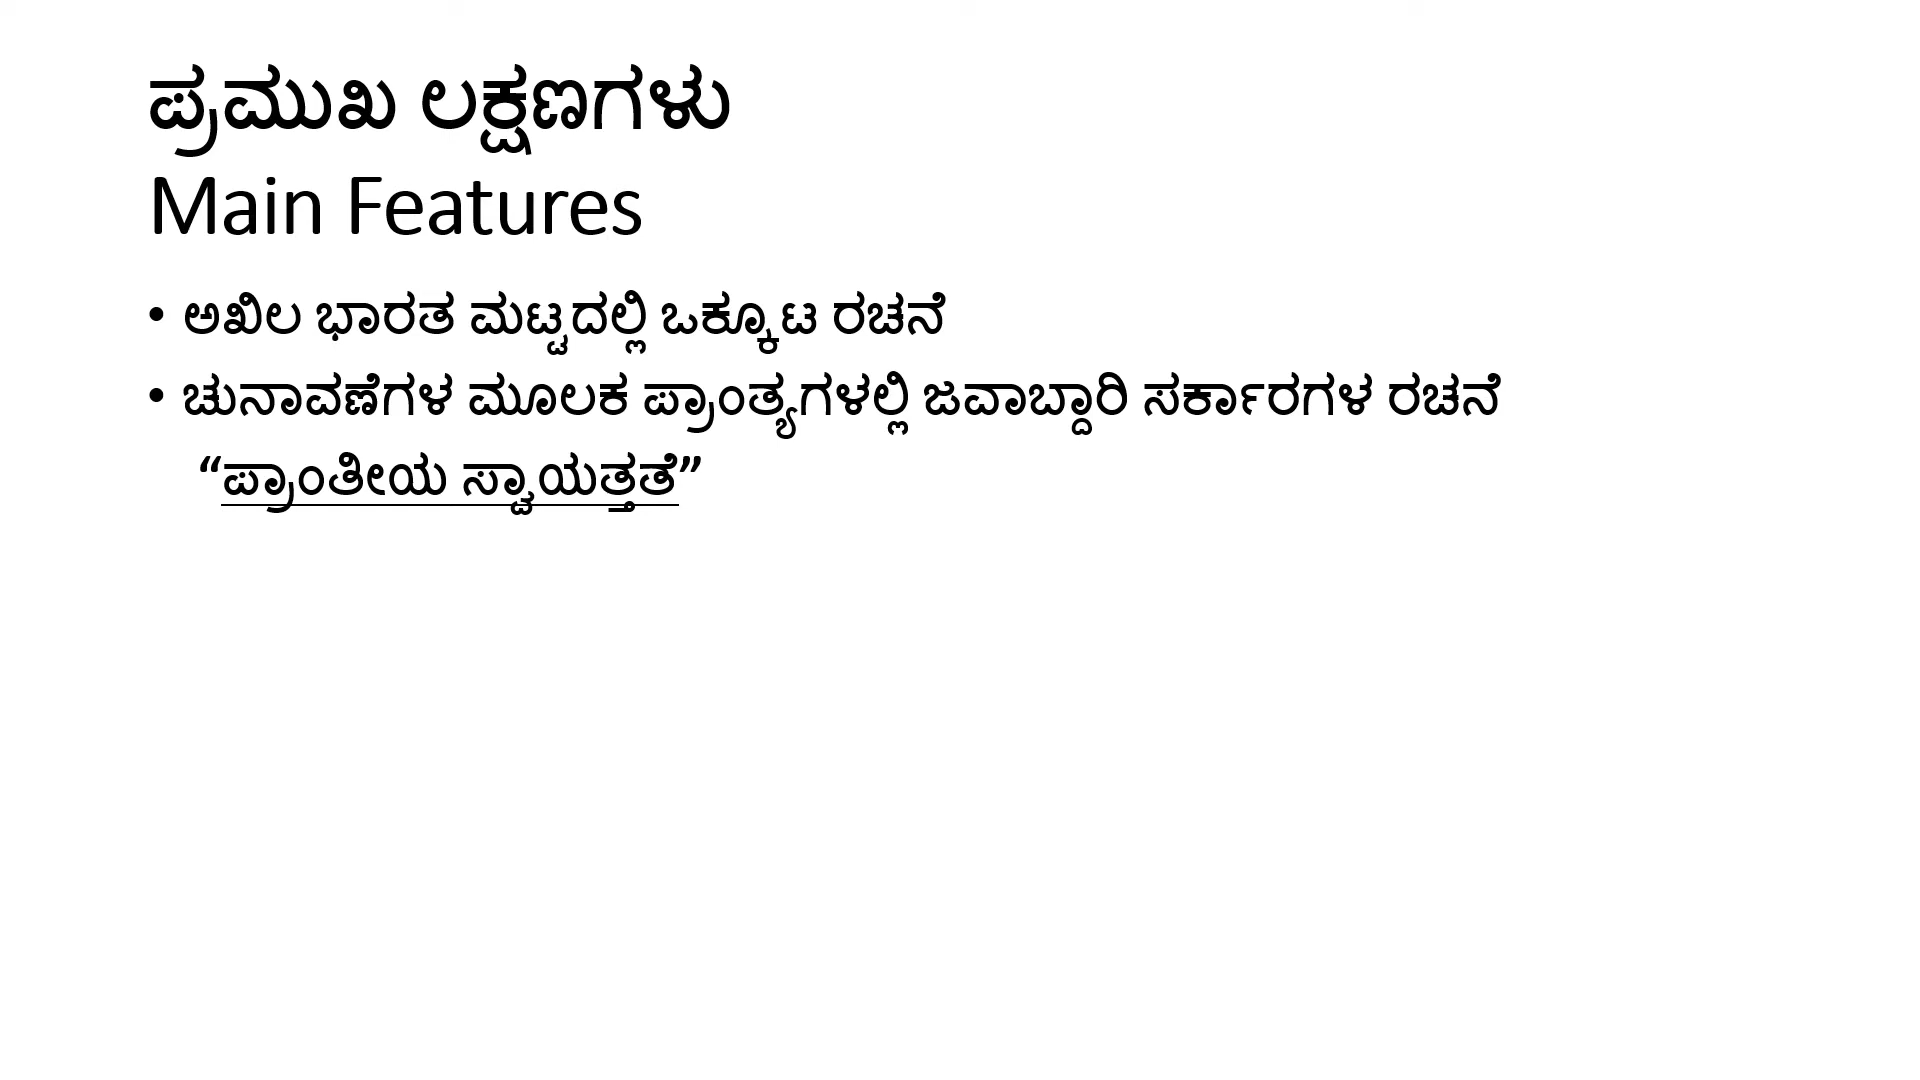 ಪ್ರಮುಖ ಲಕ್ಷಣಗಳು
Main Features
• ಅಖಿಲ ಭಾರತ ಮಟ್ಟದಲ್ಲಿ ಒಕ್ಕೂಟ ರಚನೆ
• ಚುನಾವಣೆಗಳ ಮೂಲಕ ಪ್ರಾಂತ್ಯಗಳಲ್ಲಿ ಜವಾಬ್ದಾರಿ ಸರ್ಕಾರಗಳ ರಚನೆ
“ಪ್ರಾಂತೀಯ ಸ್ವಾಯತ್ತತೆ”